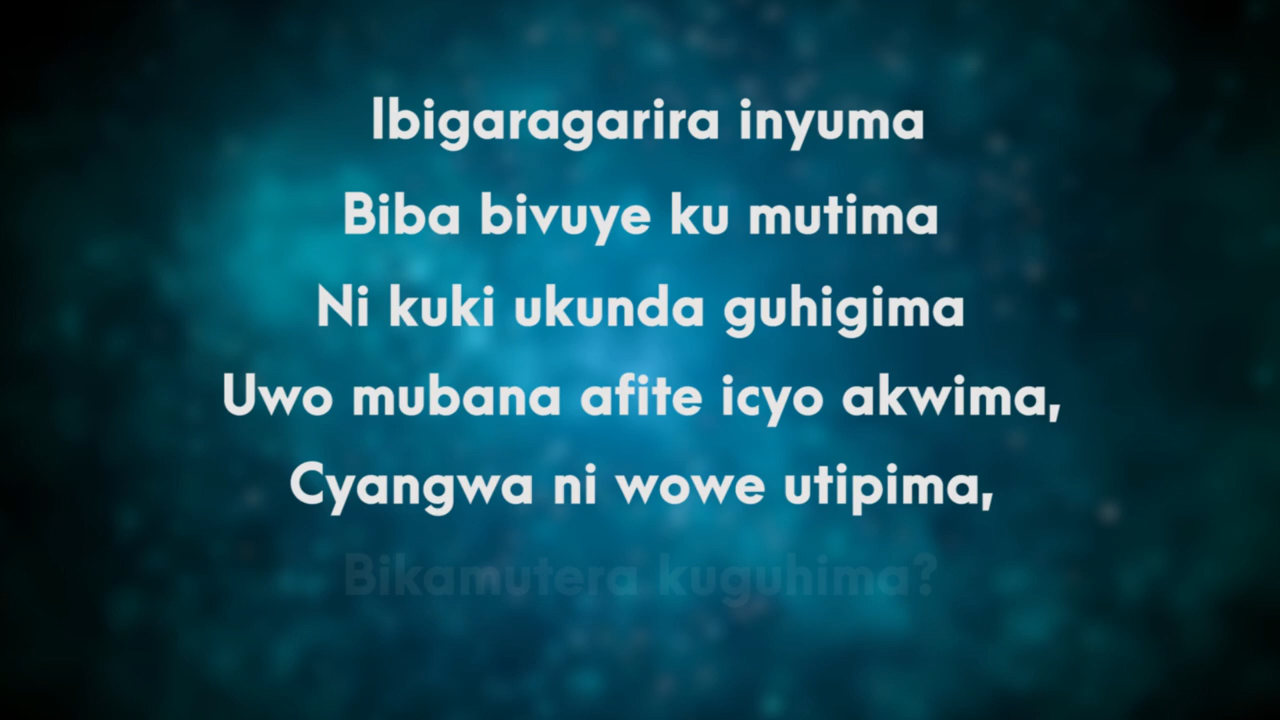 Ibigaragarira inyuma
Biba bivuye ku mutima
Ni kuki ukunda guhigima
Uwo mubana afite icyo akwima,
Cyangwa ni wowe utipima,
Bikamutera kuguhima?